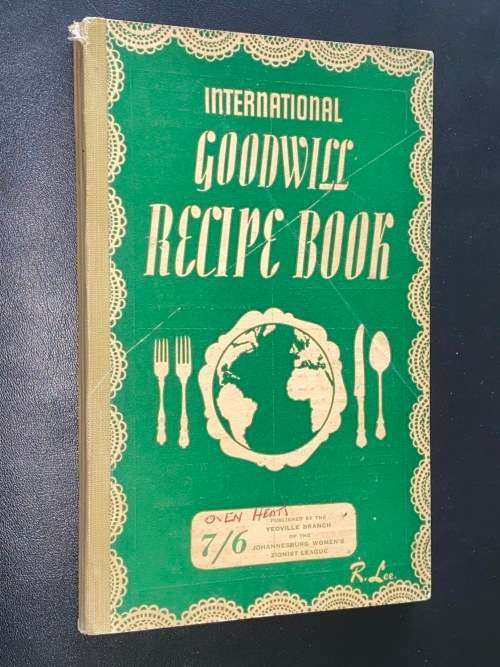 INTERNATIONAL
GOODWILL
RECIPE BOOK
OVEN HEATS
7/6
PUBLISHED BY THE
YEOVILLE BRANCH
OF THE
JOHANNESBURG WOMEN'S
ZIONIST LEAGUE
R. Lee.